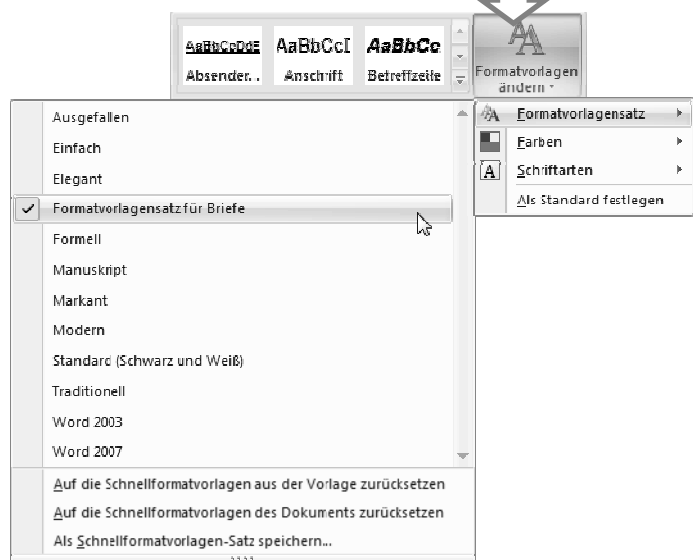 AaBbCcDdE AaBbCcI AaBbCc
Absender... Anschrift Betreffzeile
Formatvorlagen
ändern
Formatvorlagensatz
Farben
Schriftarten
Als Standard festlegen
Ausgefallen
Einfach
Elegant
Formatvorlagensatz für Briefe
Formell
Manuskript
Markant
Modern
Standard (Schwarz und Weiß)
Traditionell
Word 2003
Word 2007
Auf die Schnellformatvorlagen aus der Vorlage zurücksetzen
Auf die Schnellformatvorlagen des Dokuments zurücksetzen
Als Schnellformatvorlagen-Satz speichern...